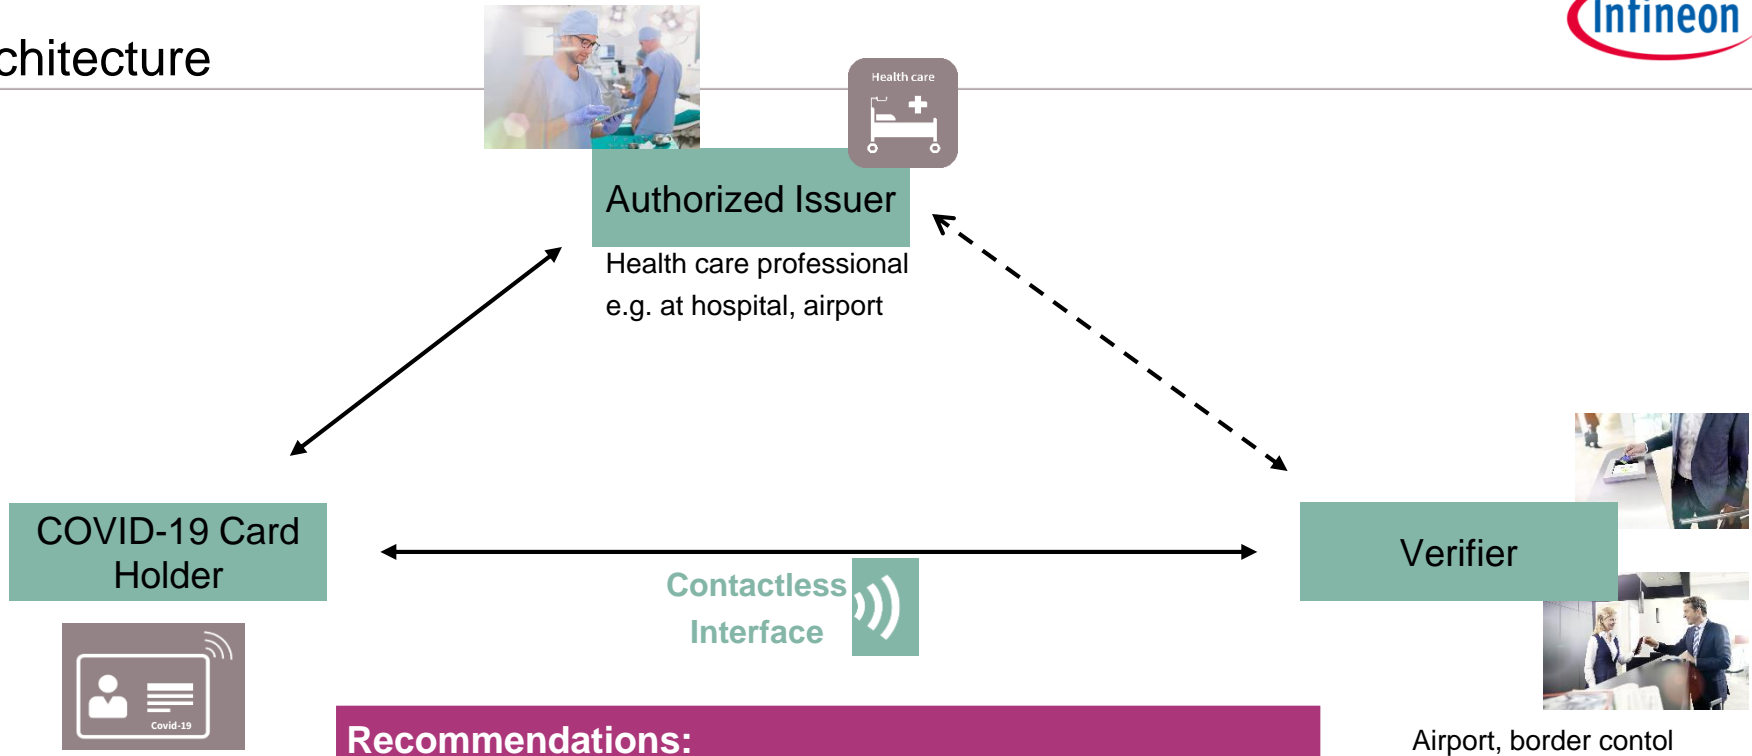 Infineon
chitecture
Health care
Authorized Issuer
Health care professional
e.g. at hospital, airport
COVID-19 Card
Holder
Contactless
Interface
Verifier
Covid-19
Recommendations:
Airport, border contol